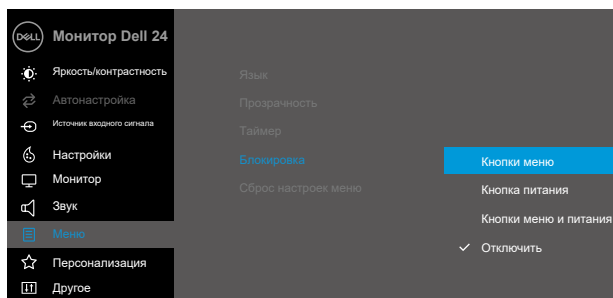 DELL
Монитор Dell 24
Яркость/контрастность
Автонастройка
Источник входного сигнала
Настройки
Монитор
Звук
Меню
Персонализация
Другое
Язык
Прозрачность
Таймер
Блокировка
Сброс настроек меню
Кнопки меню
Кнопка питания
Кнопки меню и питания
Отключить